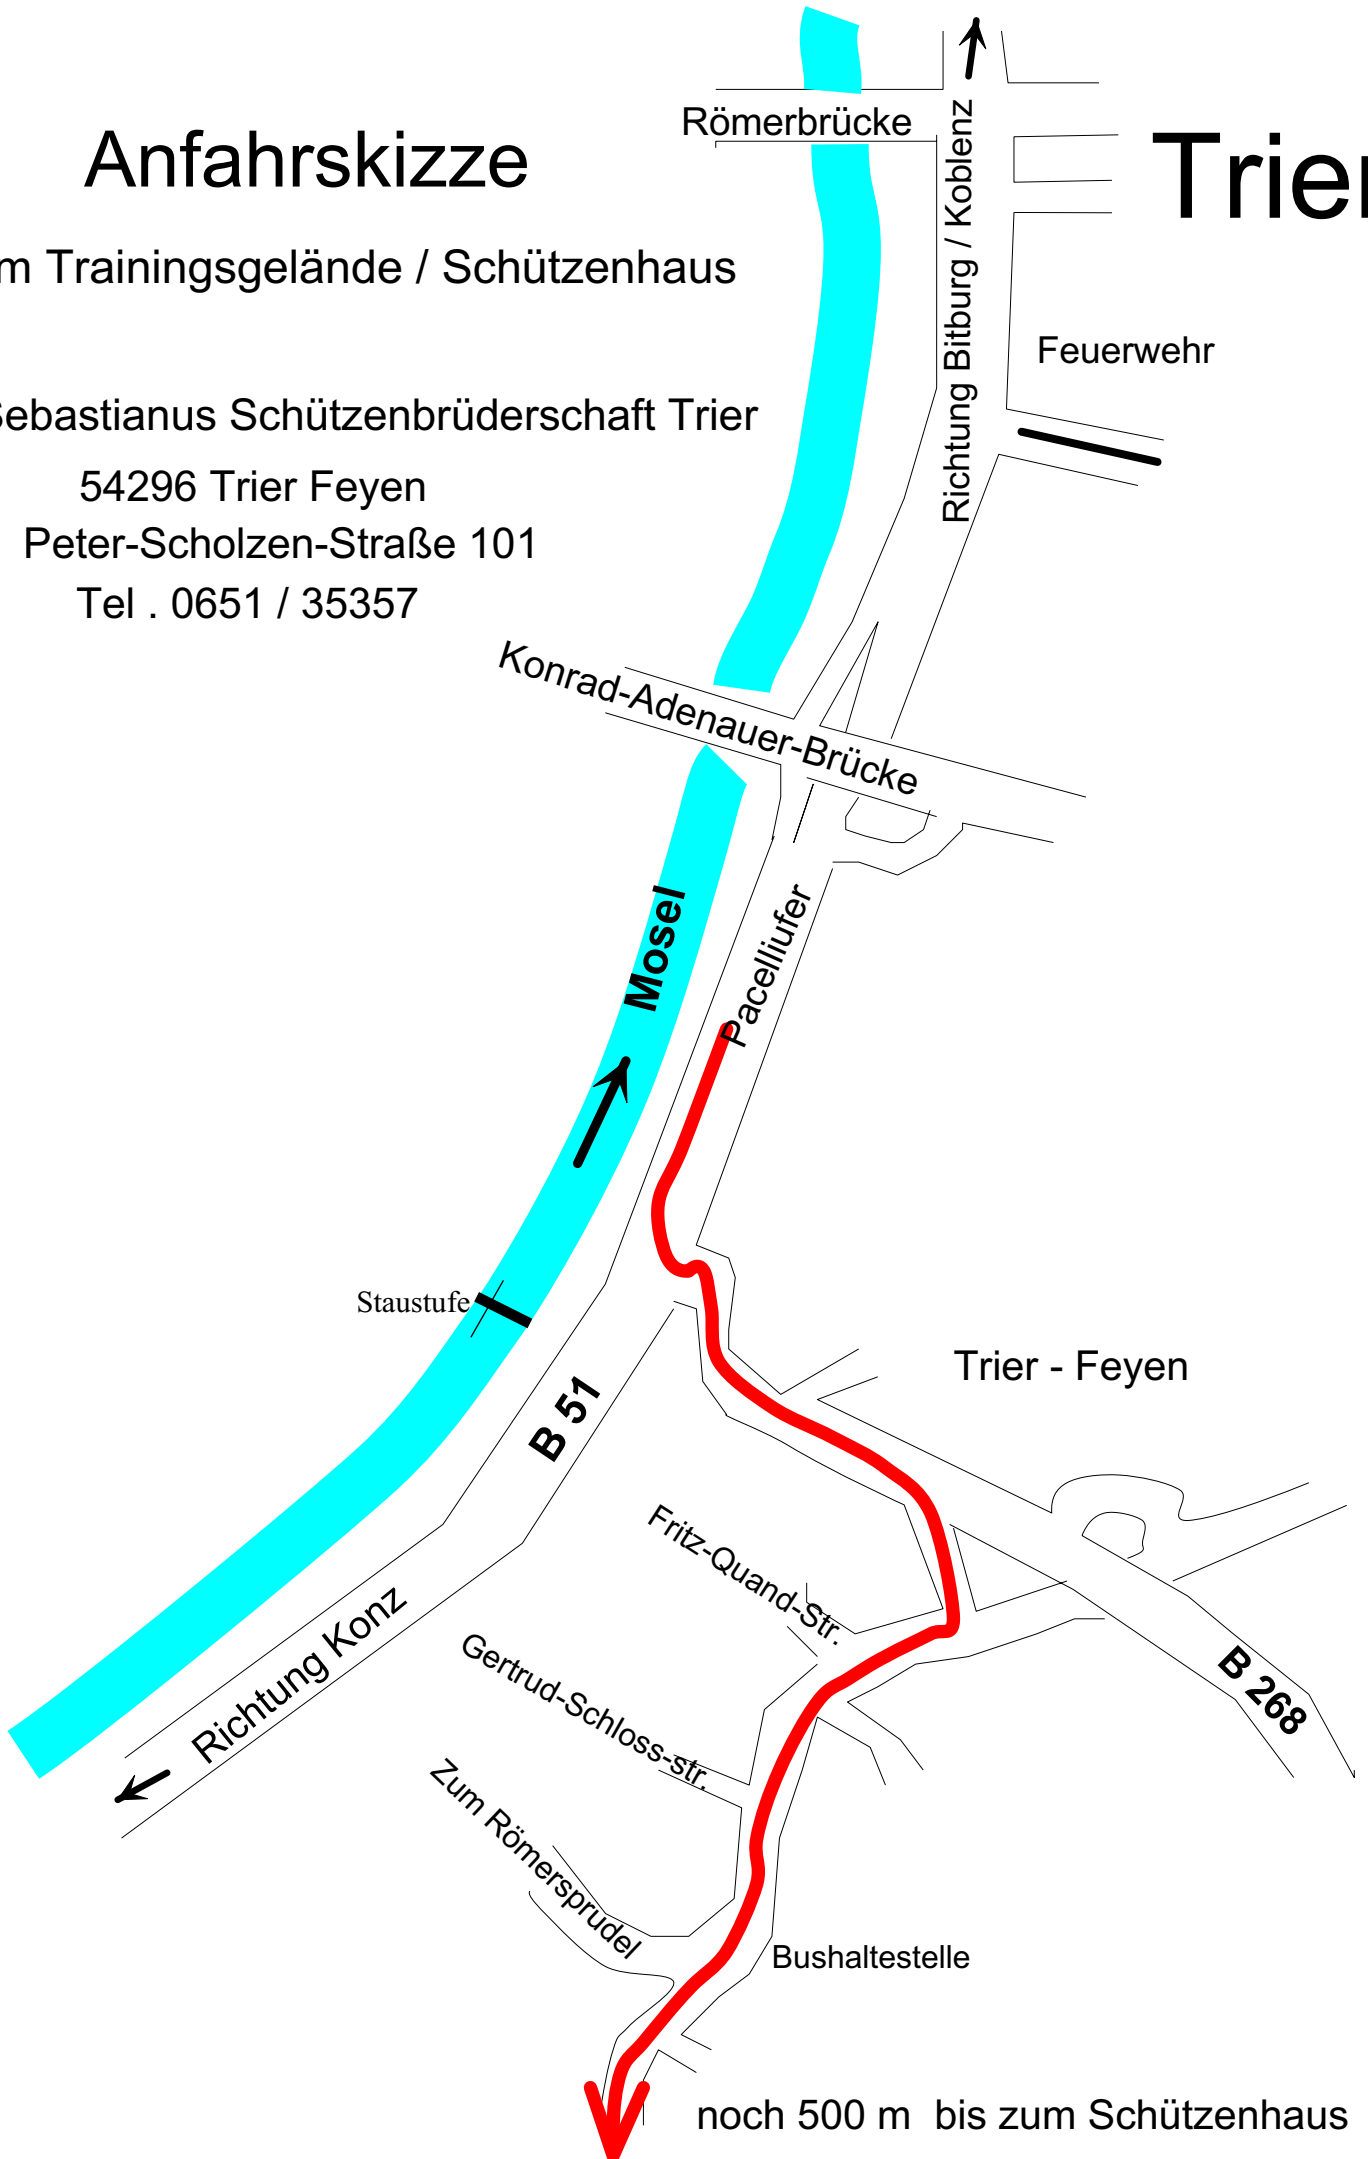 Römerbrücke
Anfahrskizze
Trier
Richtung Bitburg / Koblenz
m Trainingsgelände / Schützenhaus
Feuerwehr
Sebastianus Schützenbrüderschaft Trier
54296 Trier Feyen
Peter-Scholzen-Straße 101
Tel . 0651 / 35357
Konrad-Adenauer-Brücke
Mosel
Pacelliufer
Staustufe
B 51
Trier - Feyen
Fritz-Quand-Str.
Richtung Konz
Gertrud-Schloss-str.
B 268
Zum Römersprudel
Bushaltestelle
noch 500 m bis zum Schützenhaus